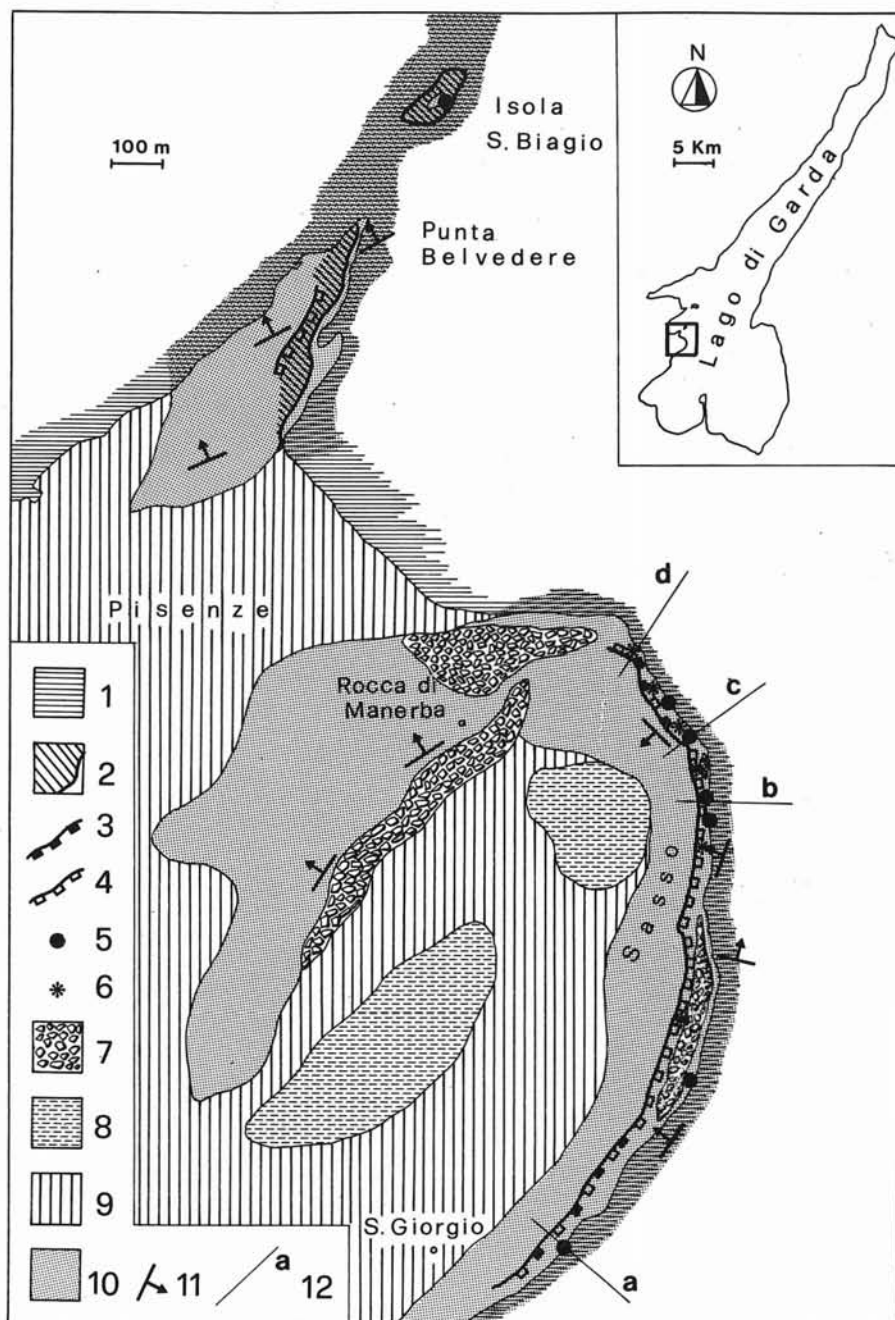 Isola
S. Biagio
100 m
N
5 Km
Lago di Garda
Punta
Belvedere
d
Pisenze
1
Rocca di
Manerba
c
2
b
3
4
Sasso
5
6
7
8
9
S. Giorgio
10
11
a
12
a